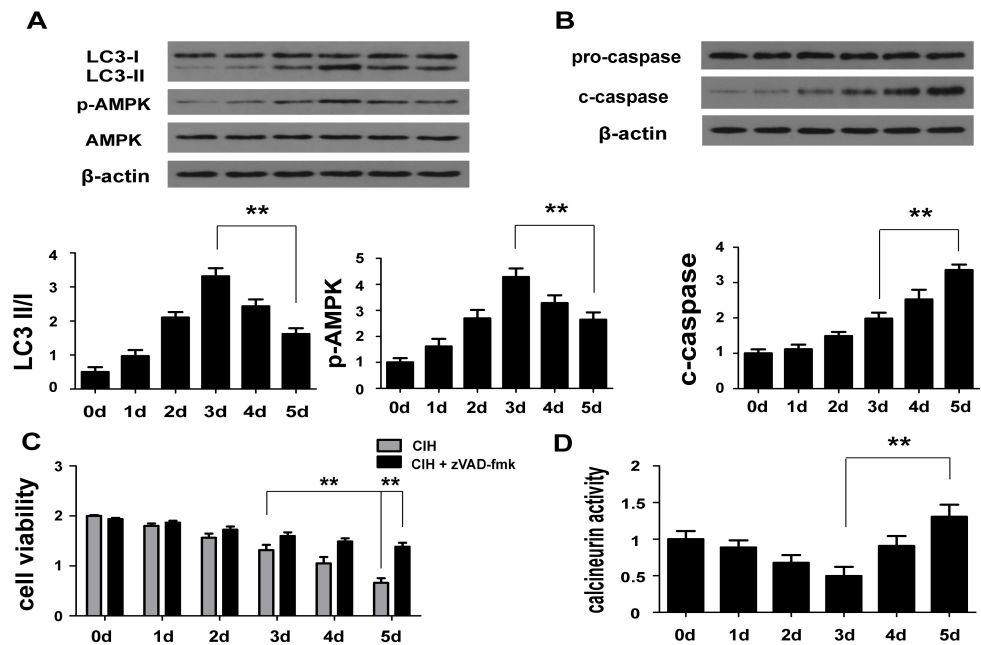 A
LC3-I
LC3-II
p-AMPK
AMPK
β-actin
B
pro-caspase
c-caspase
β-actin
**
LC3 II/I
4
3
2
1
0
0d 1d 2d 3d 4d 5d
**
p-AMPK
5
4
3
2
1
0
0d 1d 2d 3d 4d 5d
**
c-caspase
4
3
2
1
0
0d 1d 2d 3d 4d 5d
C
CIH
CIH + zVAD-fmk
** **
cell viability
3
2
1
0
0d 1d 2d 3d 4d 5d
D
**
calcineurin activity
2
1.5
1
0.5
0
0d 1d 2d 3d 4d 5d